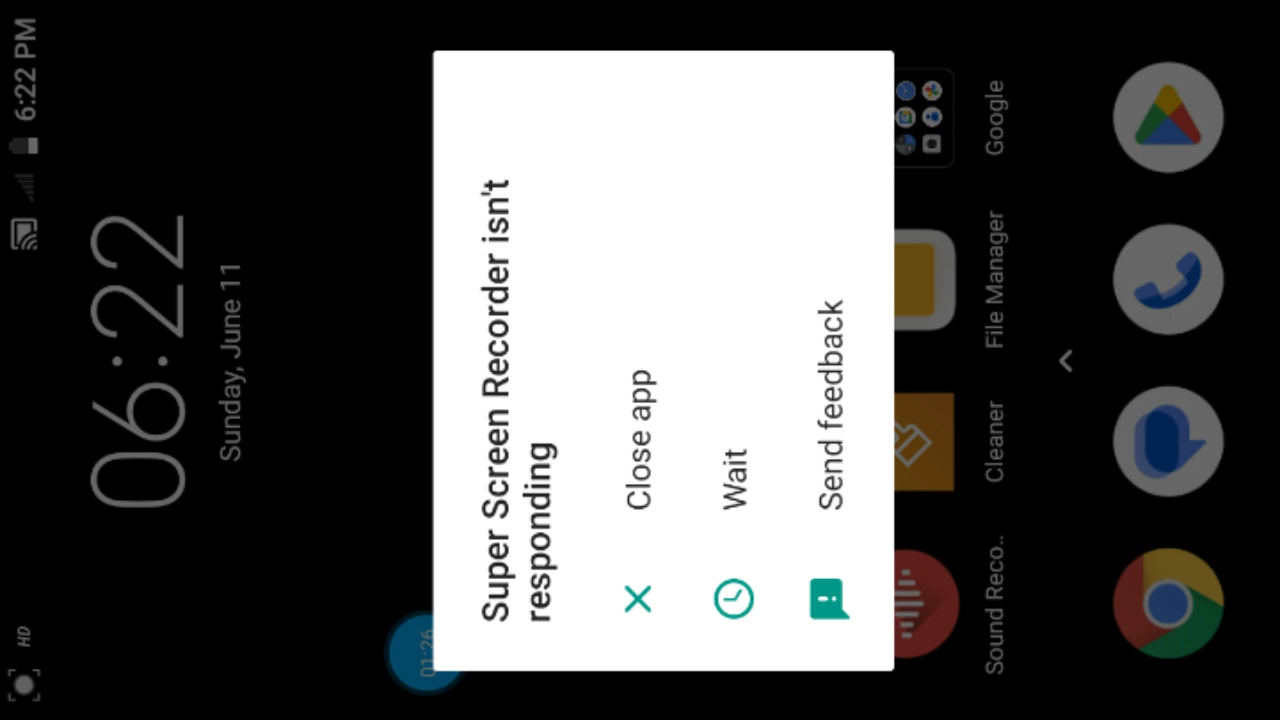 HD
6:22 PM
06:22
Sunday, June 11
01:26
Super Screen Recorder isn't
responding
Close app
Wait
Send feedback
Sound Reco..
Cleaner
File Manager
Google